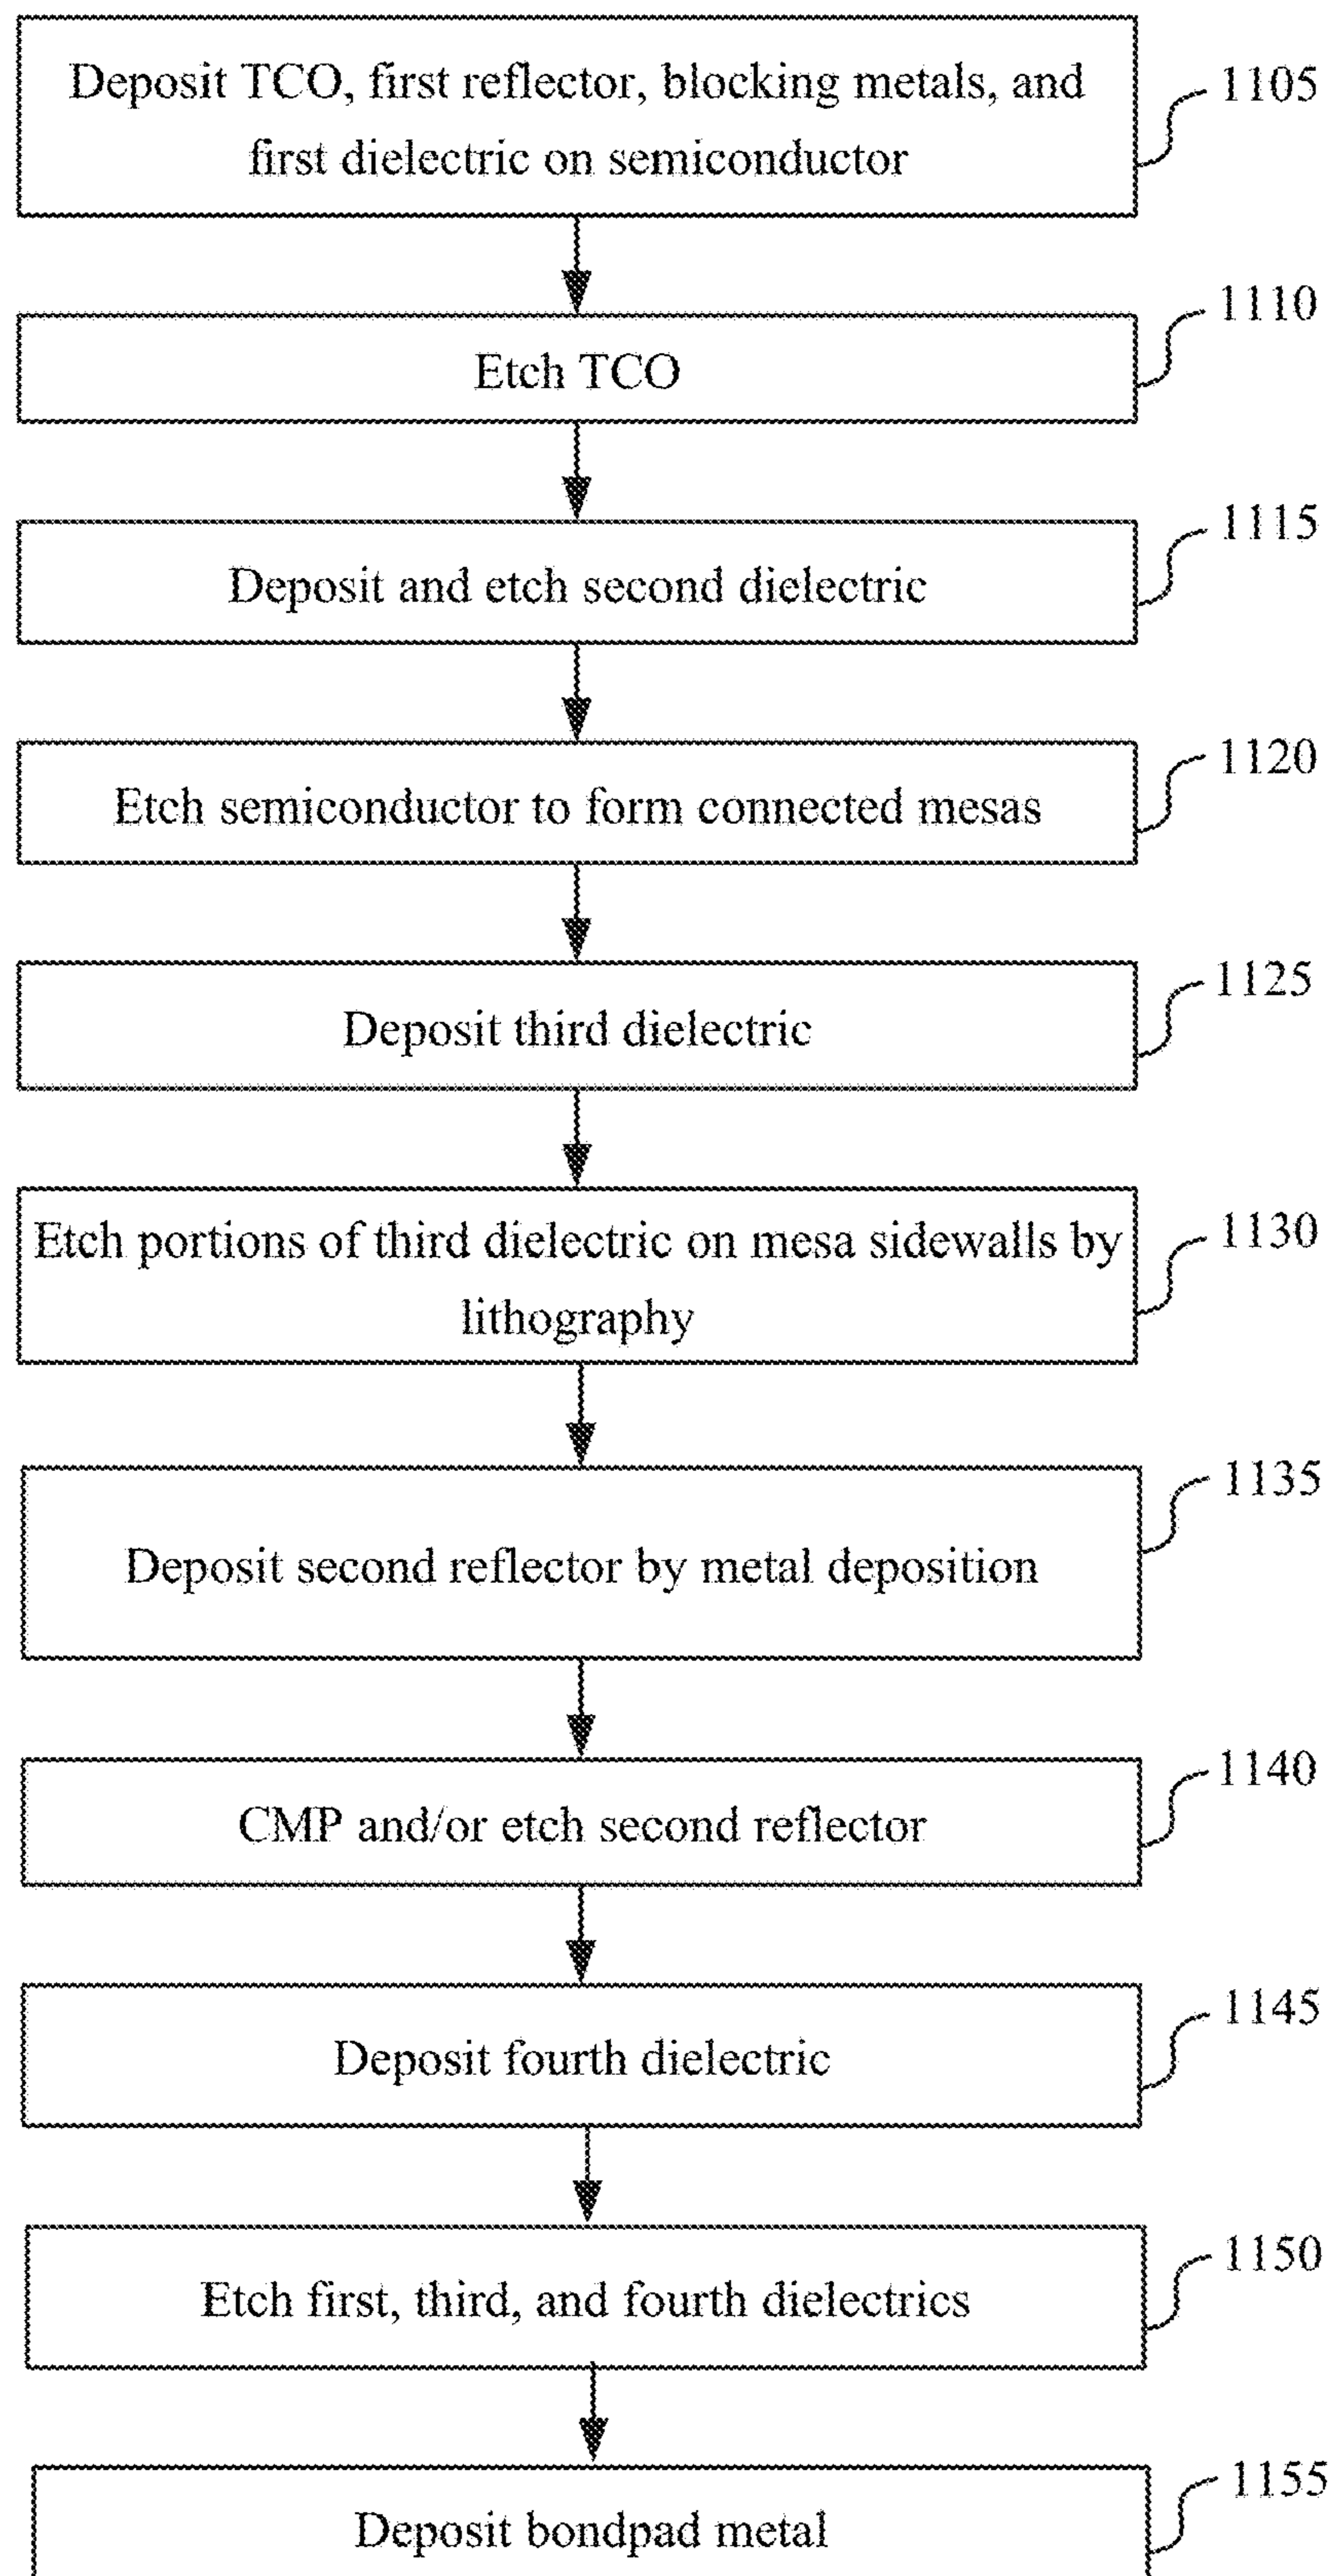 Deposit TCO, first reflector, blocking metals, and
first dielectric on semiconductor
1105
1110
Etch TCO
1115
Deposit and etch second dielectric
1120
Etch semiconductor to form connected mesas
1125
Deposit third dielectric
1130
Etch portions of third dielectric on mesa sidewalls by
lithography
1135
Deposit second reflector by metal deposition
1140
CMP and/or etch second reflector
1145
Deposit fourth dielectric
1150
Etch first, third, and fourth dielectrics
1155
Deposit bondpad metal